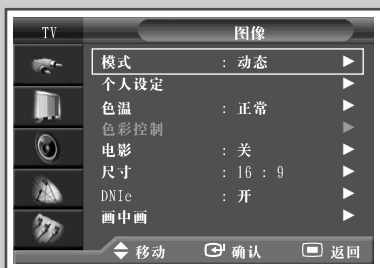 TV
图像
模式 : 动态 ▶
个人设定 ▶
色温 : 正常 ▶
色彩控制 ▶
电影 : 关 ▶
尺寸 : 16 : 9 ▶
DNIe : 开 ▶
画中画 ▶
移动 确认 返回